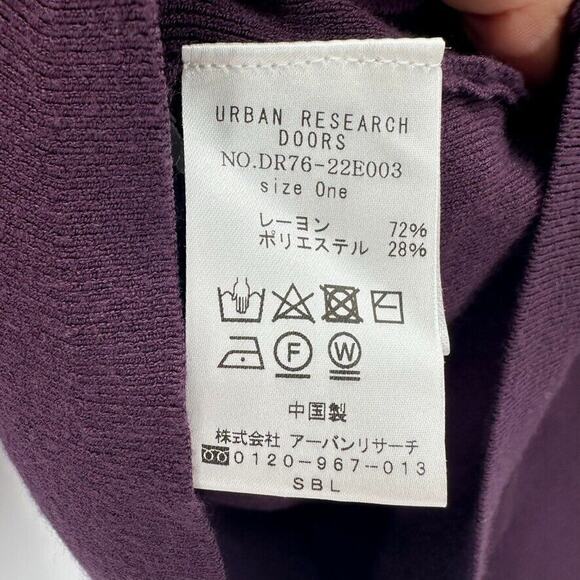 URBAN RESEARCH
DOORS
NO.DR76-22E003
size One
レーヨン 72%
ポリエステル 28%
F W
中国製
株式会社 アーバンリサーチ
0120-967-013
SBL